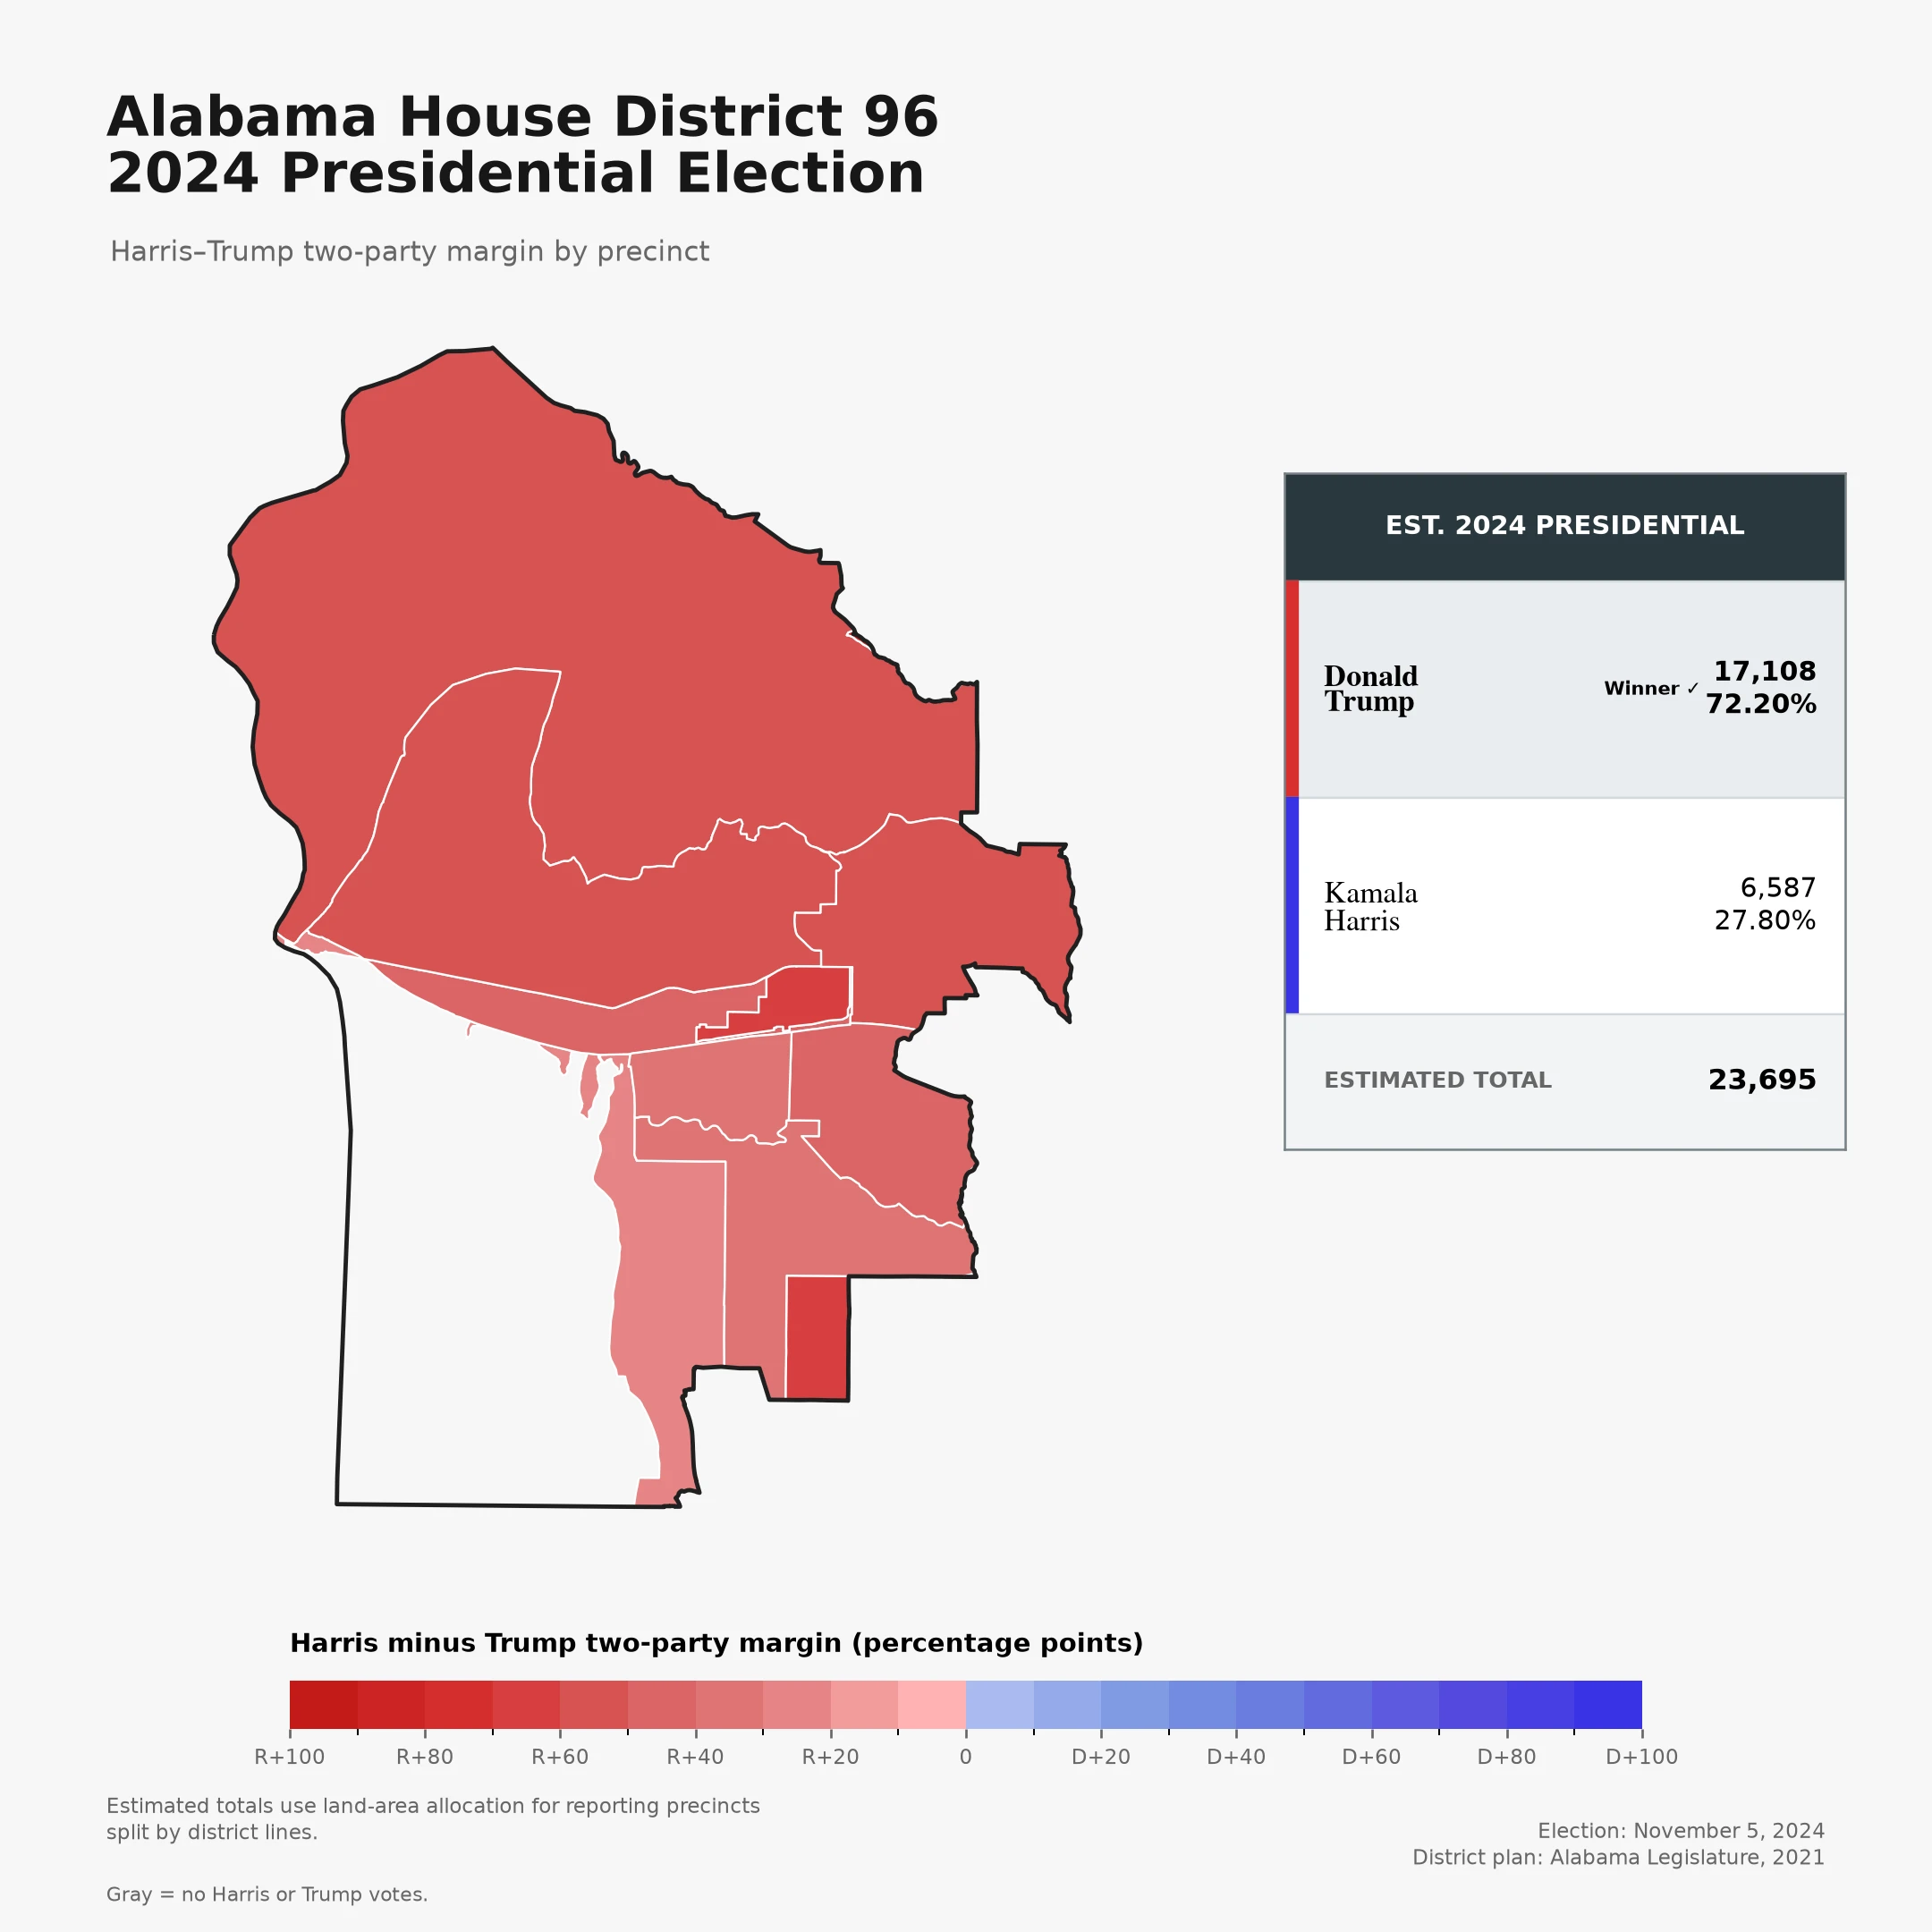 Alabama House District 96
2024 Presidential Election
Harris–Trump two-party margin by precinct
EST. 2024 PRESIDENTIAL
Donald
Trump
Winner ✓
17,108
72.20%
Kamala
Harris
6,587
27.80%
ESTIMATED TOTAL
23,695
Harris minus Trump two-party margin (percentage points)
R+100 R+80 R+60 R+40 R+20 0 D+20 D+40 D+60 D+80 D+100
Estimated totals use land-area allocation for reporting precincts
split by district lines.
Gray = no Harris or Trump votes.
Election: November 5, 2024
District plan: Alabama Legislature, 2021